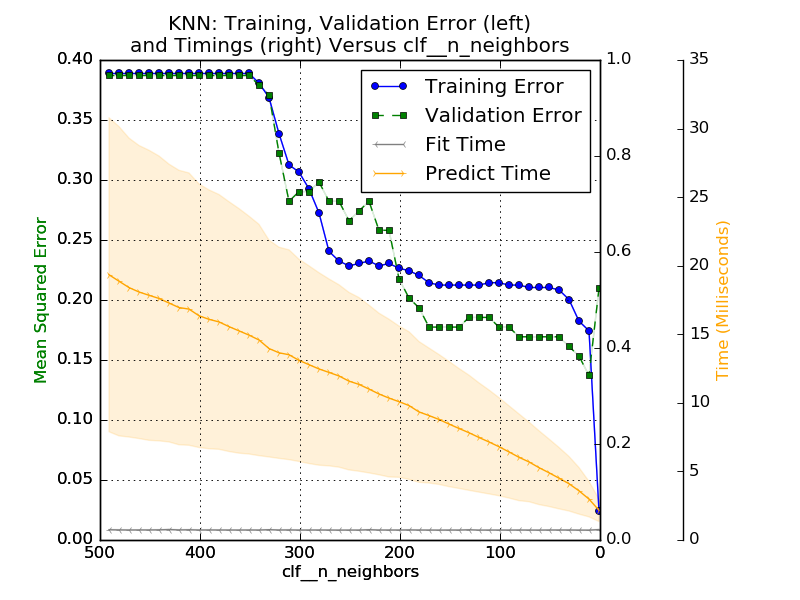 KNN: Training, Validation Error (left)
and Timings (right) Versus clf__n_neighbors
Training Error
Validation Error
Fit Time
Predict Time
Mean Squared Error
0.40
0.35
0.30
0.25
0.20
0.15
0.10
0.05
0.00
1.0
0.8
0.6
0.4
0.2
0.0
35
30
25
20
15
10
5
0
Time (Milliseconds)
500 400 300 200 100 0
clf__n_neighbors